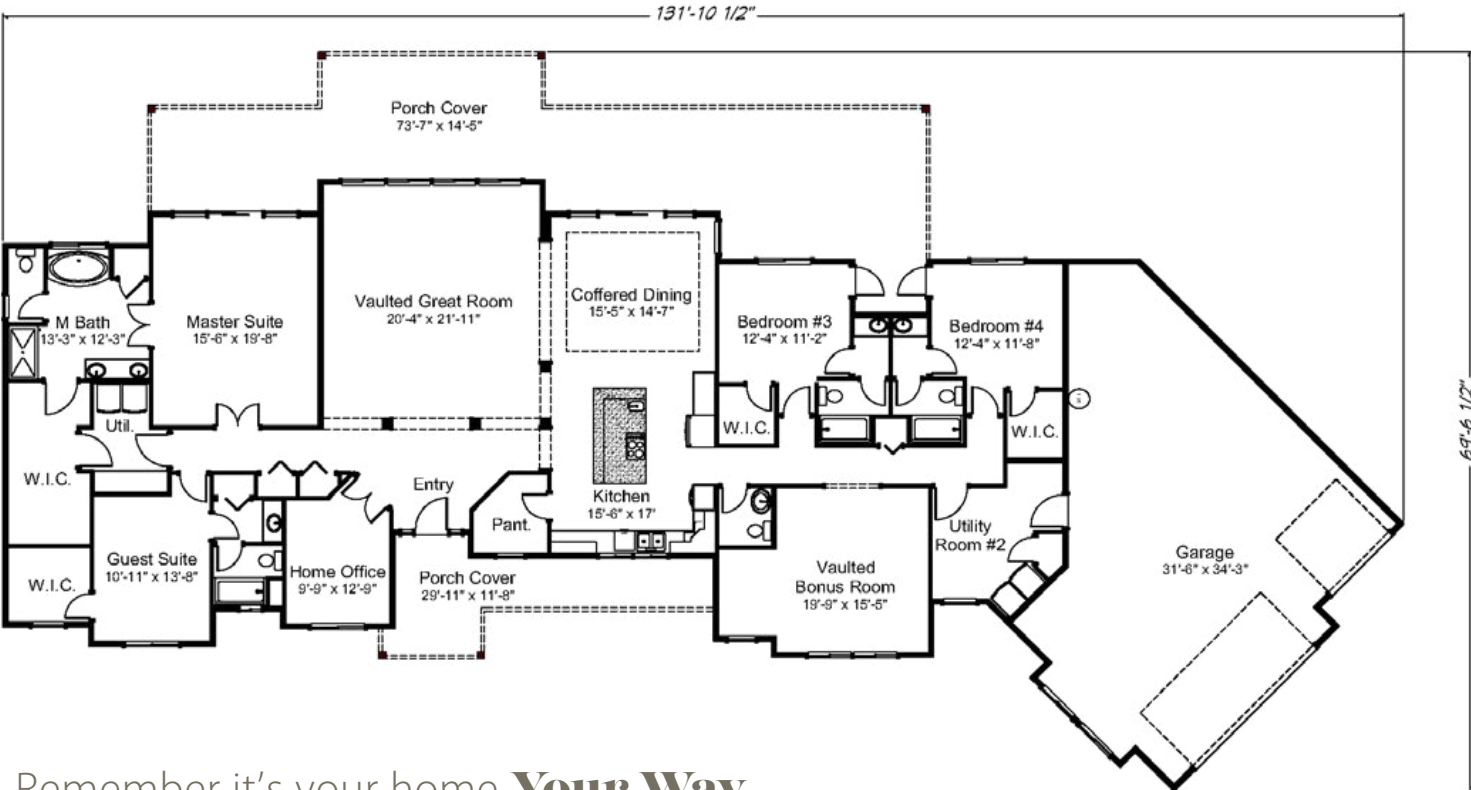 131'-10 1/2"
Porch Cover
73'-7" x 14'-5"
Vaulted Great Room
20'-4" x 21'-11"
Coffered Dining
15'-5" x 14'-7"
M Bath
13'-3" x 12'-3"
Master Suite
15'-6" x 19'-8"
Bedroom #3
12'-4" x 11'-2"
Bedroom #4
12'-4" x 11'-8"
69'-6 1/2"
Util.
W.I.C.
W.I.C.
W.I.C.
Entry
Kitchen
15'-6" x 17'
Pant.
Utility
Room #2
Garage
31'-6" x 34'-3"
Guest Suite
10'-11" x 13'-8"
W.I.C.
Home Office
9'-9" x 12'-9"
Porch Cover
29'-11" x 11'-8"
Vaulted
Bonus Room
19'-9" x 15'-5"
Remember it's your home Your Way